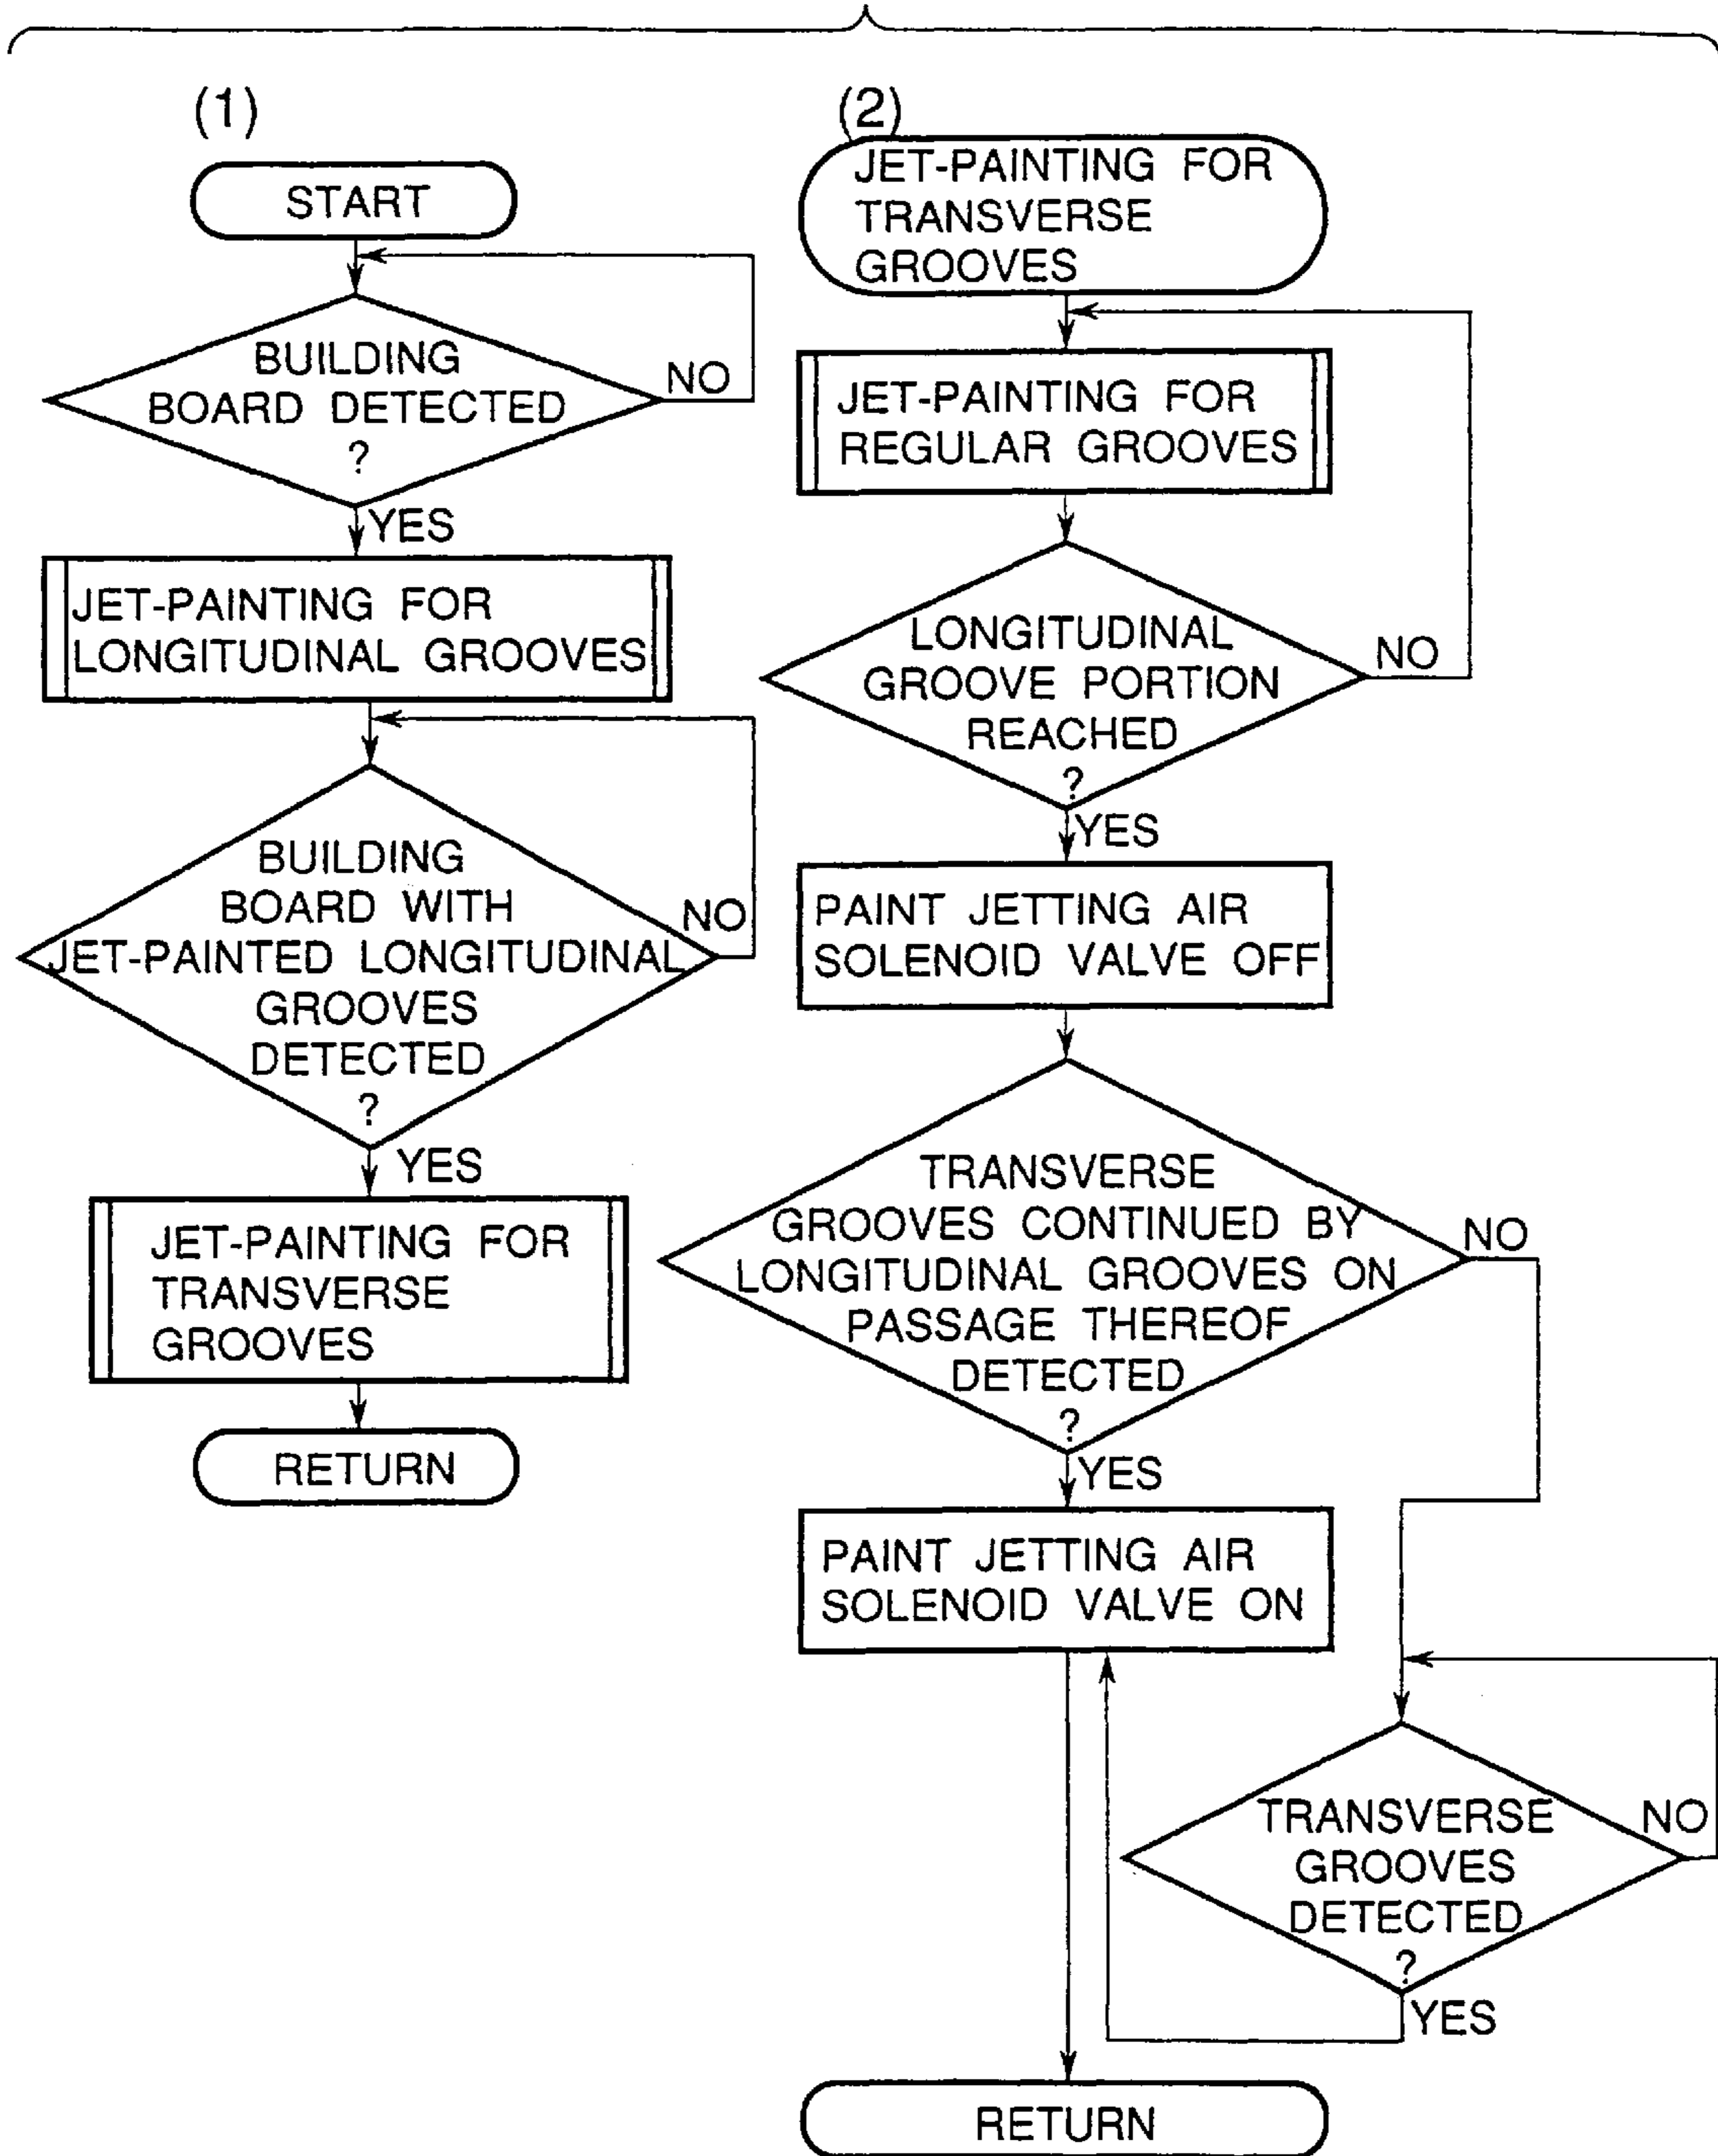 (1)
START
BUILDING
BOARD DETECTED
?
NO
YES
JET-PAINTING FOR
LONGITUDINAL GROOVES
BUILDING
BOARD WITH
JET-PAINTED LONGITUDINAL
GROOVES
DETECTED
?
NO
YES
JET-PAINTING FOR
TRANSVERSE
GROOVES
RETURN
(2)
JET-PAINTING FOR
TRANSVERSE
GROOVES
JET-PAINTING FOR
REGULAR GROOVES
LONGITUDINAL
GROOVE PORTION
REACHED
?
NO
YES
PAINT JETTING AIR
SOLENOID VALVE OFF
TRANSVERSE
GROOVES CONTINUED BY
LONGITUDINAL GROOVES ON
PASSAGE THEREOF
DETECTED
?
NO
YES
PAINT JETTING AIR
SOLENOID VALVE ON
TRANSVERSE
GROOVES
DETECTED
?
NO
YES
RETURN